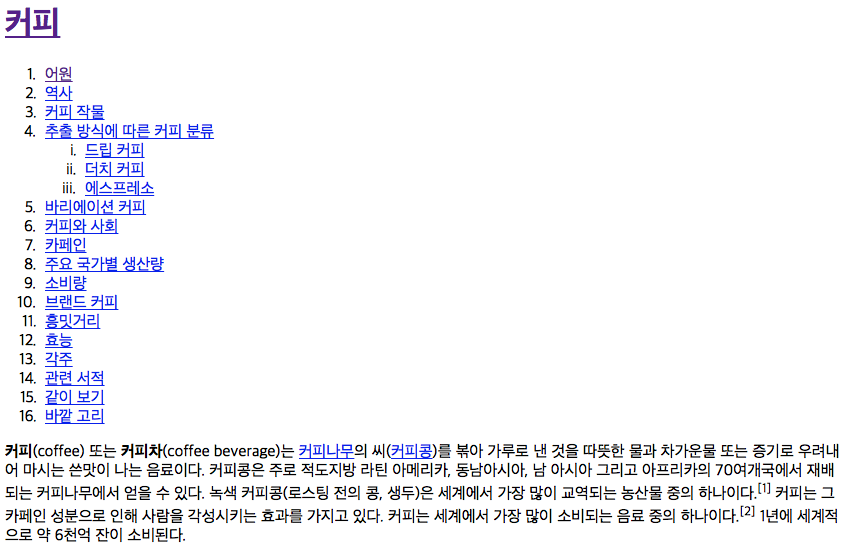 커피
1. 어원
2. 역사
3. 커피 작물
4. 추출 방식에 따른 커피 분류
i. 드립 커피
ii. 더치 커피
iii. 에스프레소
5. 바리에이션 커피
6. 커피와 사회
7. 카페인
8. 주요 국가별 생산량
9. 소비량
10. 브랜드 커피
11. 흥밋거리
12. 효능
13. 각주
14. 관련 서적
15. 같이 보기
16. 바깥 고리
커피(coffee) 또는 커피차(coffee beverage)는 커피나무의 씨(커피콩)를 볶아 가루로 낸 것을 따뜻한 물과 차가운물 또는 증기로 우려내
어 마시는 쓴맛이 나는 음료이다. 커피콩은 주로 적도지방 라틴 아메리카, 동남아시아, 남 아시아 그리고 아프리카의 70여개국에서 재배
되는 커피나무에서 얻을 수 있다. 녹색 커피콩(로스팅 전의 콩, 생두)은 세계에서 가장 많이 교역되는 농산물 중의 하나이다.[1] 커피는 그
카페인 성분으로 인해 사람을 각성시키는 효과를 가지고 있다. 커피는 세계에서 가장 많이 소비되는 음료 중의 하나이다.[2] 1년에 세계적
으로 약 6천억 잔이 소비된다.